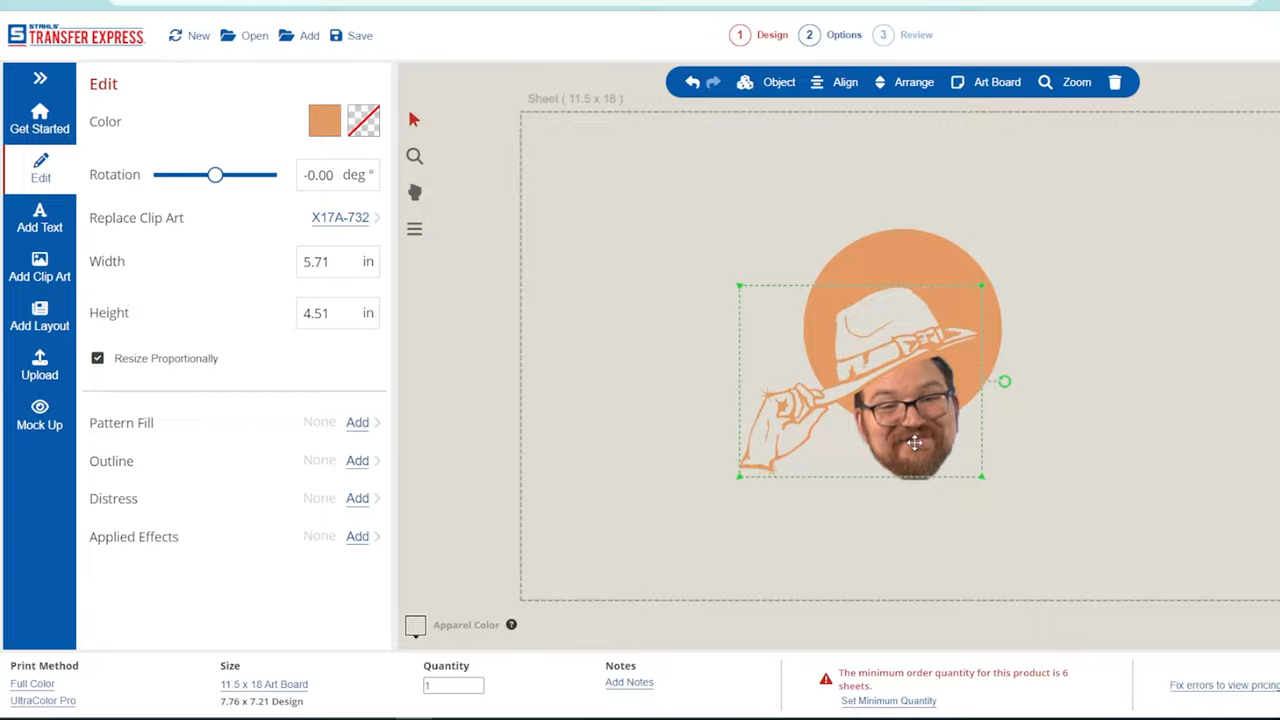 STAHLS'
TRANSFER EXPRESS
New
Open
Add
Save
1 Design
2 Options
3 Review
Get Started
Edit
Add Text
Add Clip Art
Add Layout
Upload
Mock Up
Edit
Color
Rotation
-0.00 deg °
Replace Clip Art
X17A-732
Width
5.71 in
Height
4.51 in
Resize Proportionally
Pattern Fill
None Add
Outline
None Add
Distress
None Add
Applied Effects
None Add
Object
Align
Arrange
Art Board
Zoom
Sheet ( 11.5 x 18 )
Apparel Color ?
Print Method
Full Color
UltraColor Pro
Size
11.5 x 18 Art Board
7.76 x 7.21 Design
Quantity
1
Notes
Add Notes
The minimum order quantity for this product is 6
sheets.
Set Minimum Quantity
Fix errors to view pricing